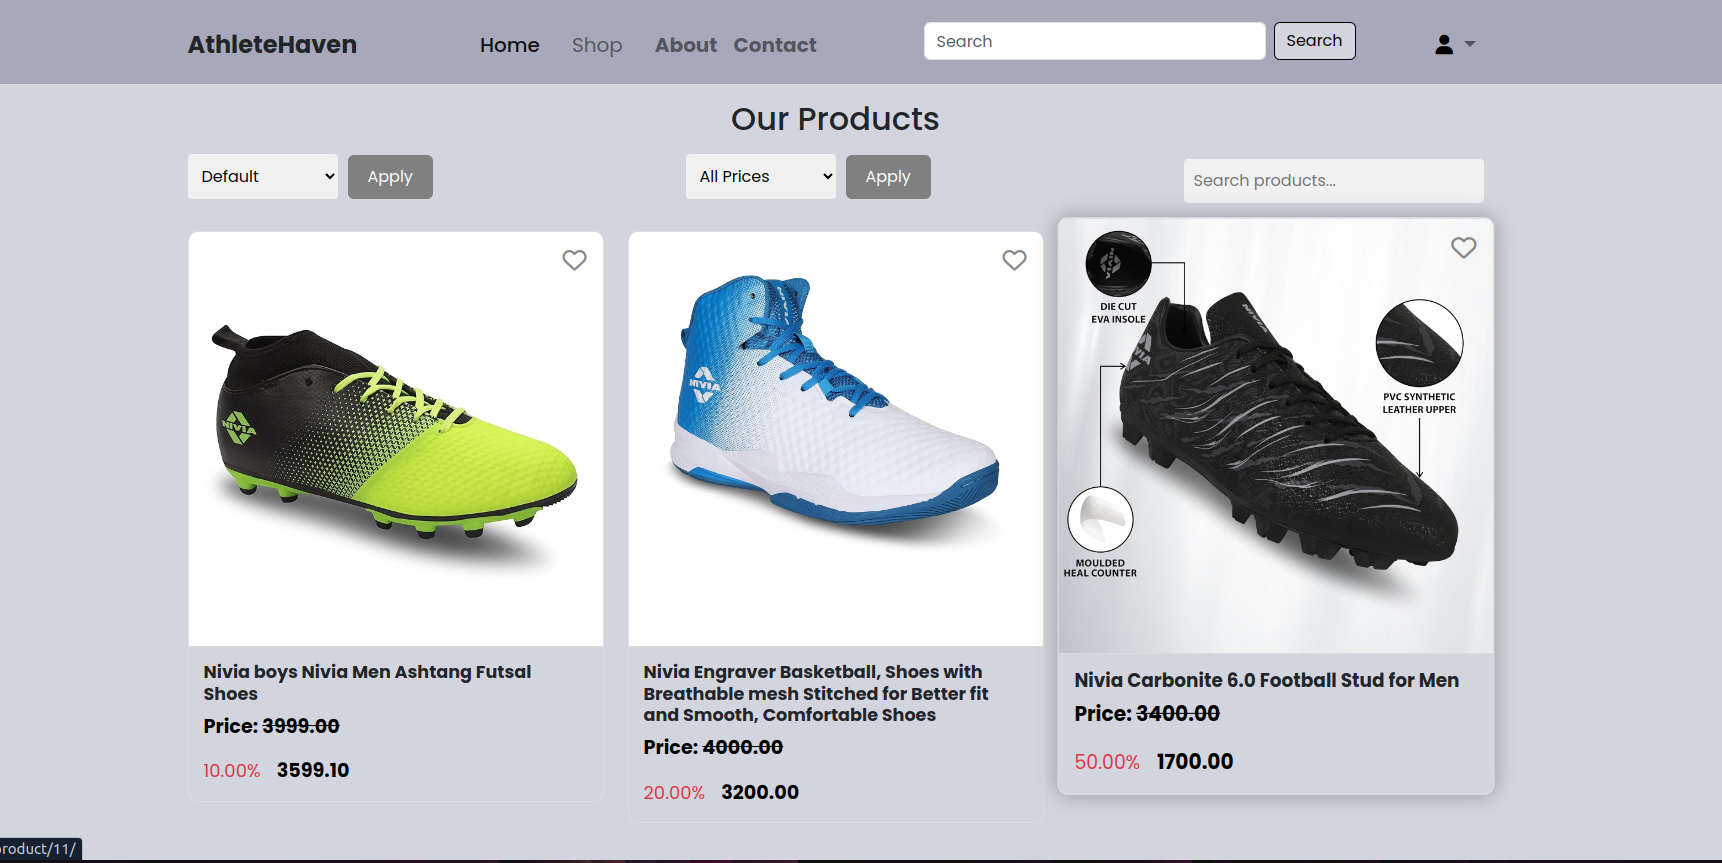 AthleteHaven
Home
Shop
About
Contact
Search
Search
Our Products
Default
Apply
All Prices
Apply
Search products...
NIVIA
NIVIA
NIVIA
NIVIA
DIE CUT
EVA INSOLE
NIVIA
NIVIA
PVC SYNTHETIC
LEATHER UPPER
MOULDED
HEAL COUNTER
Nivia boys Nivia Men Ashtang Futsal
Shoes
Price: 3999.00
10.00% 3599.10
Nivia Engraver Basketball, Shoes with
Breathable mesh Stitched for Better fit
and Smooth, Comfortable Shoes
Price: 4000.00
20.00% 3200.00
Nivia Carbonite 6.0 Football Stud for Men
Price: 3400.00
50.00% 1700.00
roduct/11/